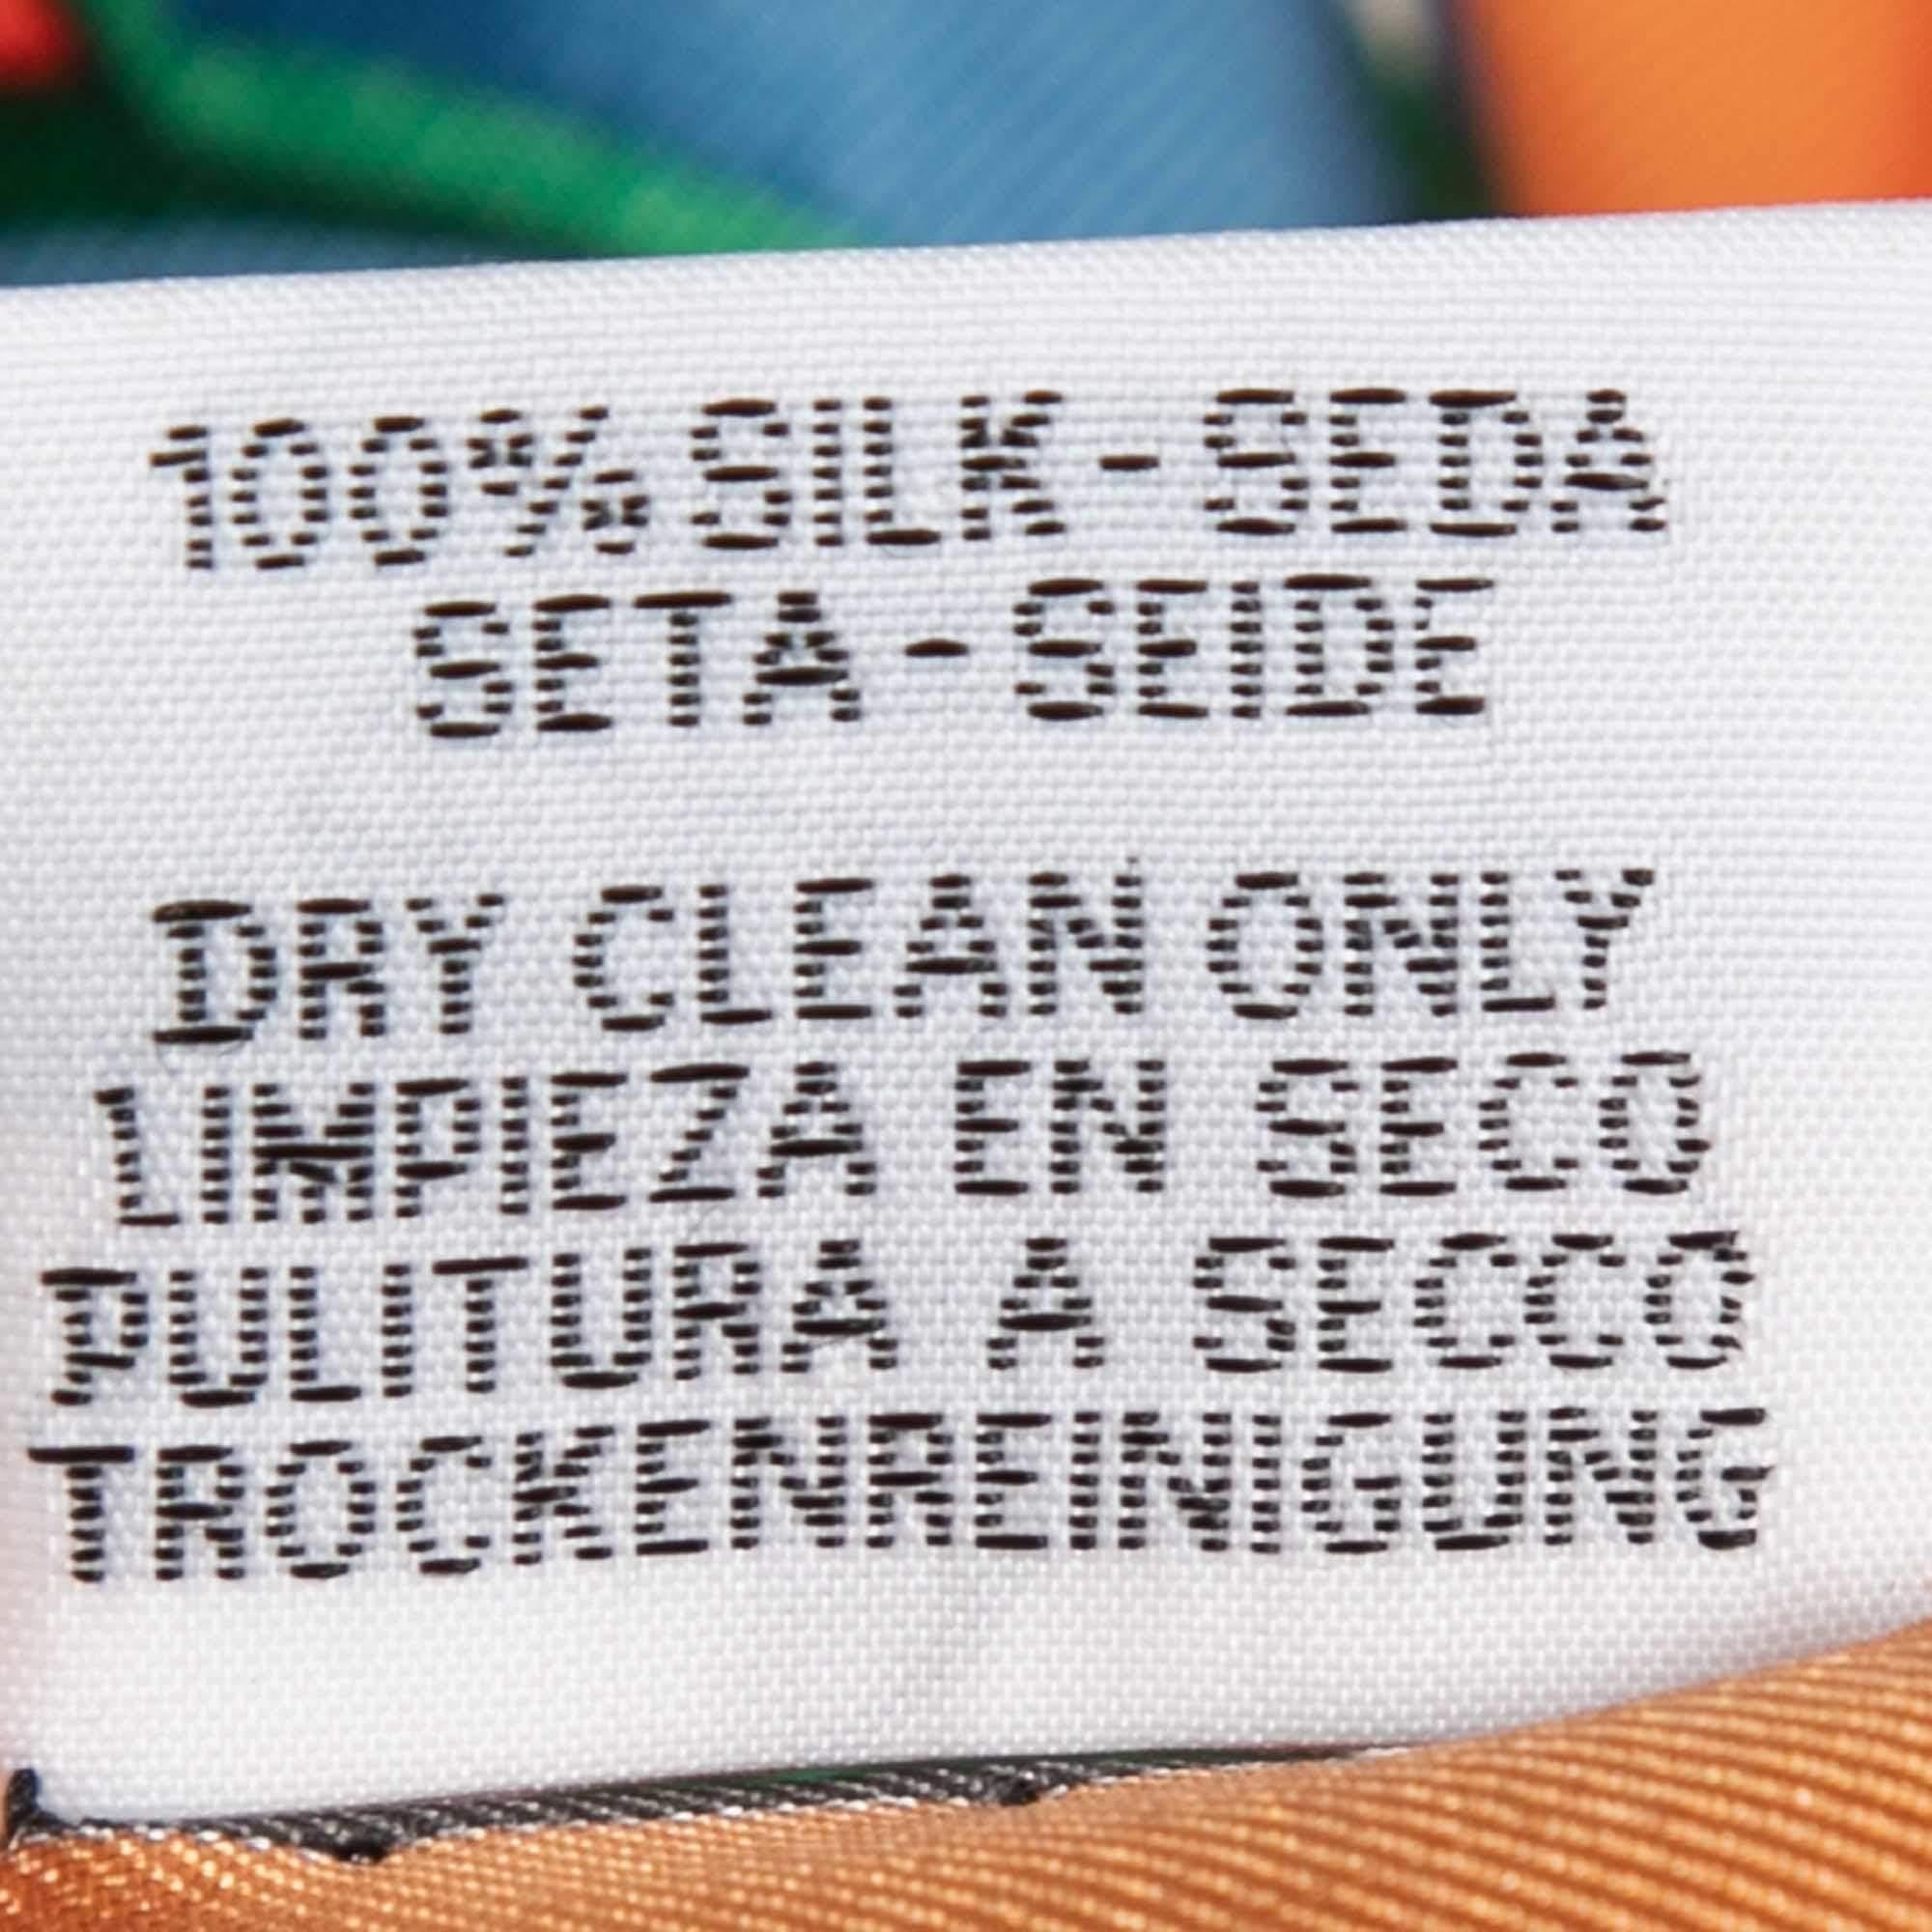 100% SILK - SEDA
SETA - SEIDE
DRY CLEAN ONLY
LIMPIEZA EN SECO
PULITURA A SECCO
TROCKENREINIGUNG